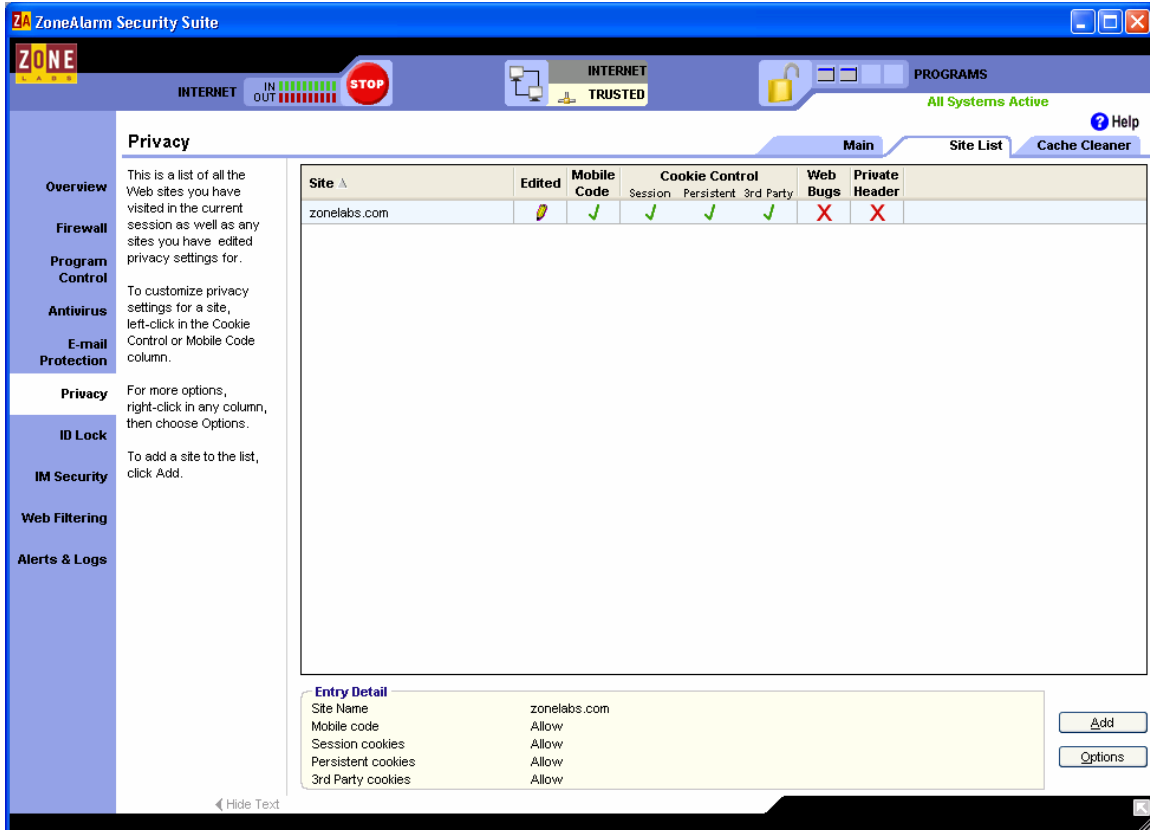 ZA ZoneAlarm Security Suite
ZONE
LABS
INTERNET IN OUT STOP
INTERNET
TRUSTED
PROGRAMS
All Systems Active
? Help
Privacy
Main Site List Cache Cleaner
Overview
Firewall
Program
Control
Antivirus
E-mail
Protection
Privacy
ID Lock
IM Security
Web Filtering
Alerts & Logs
This is a list of all the
Web sites you have
visited in the current
session as well as any
sites you have edited
privacy settings for.
To customize privacy
settings for a site,
left-click in the Cookie
Control or Mobile Code
column.
For more options,
right-click in any column,
then choose Options.
To add a site to the list,
click Add.
Site Edited Mobile Code Cookie Control Web Bugs Private Header
Session Persistent 3rd Party
zonelabs.com
Entry Detail
Site Name zonelabs.com
Mobile code Allow
Session cookies Allow
Persistent cookies Allow
3rd Party cookies Allow
Add
Options
Hide Text